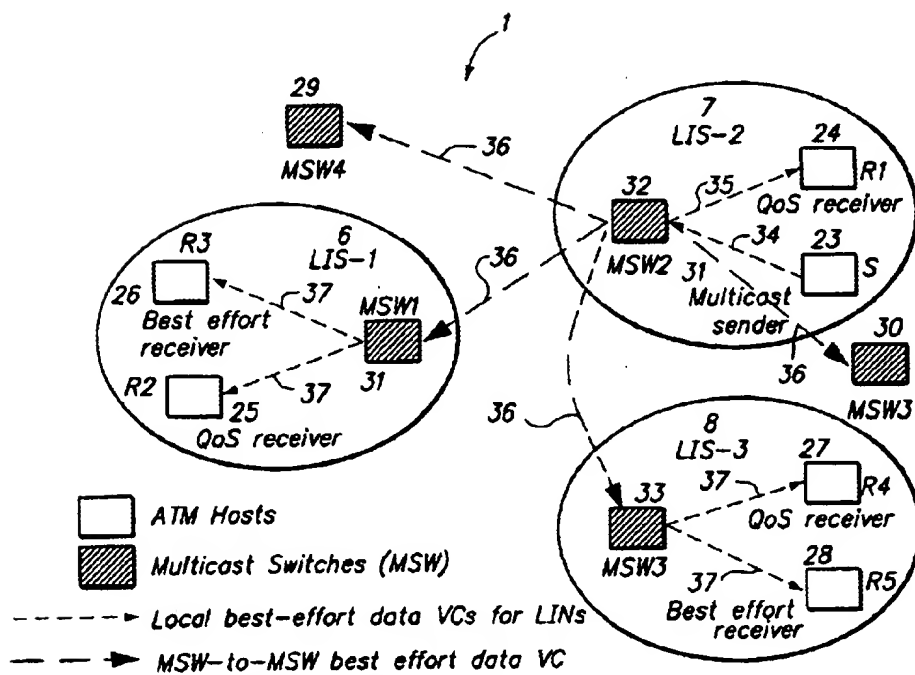 1
29
MSW4
36
7
LIS-2
24
R1
QoS receiver
35
32
MSW2
34
23
S
31
Multicast
sender
36
30
MSW3
6
LIS-1
36
R3
26
37
Best effort
receiver
MSW1
31
R2
25
37
QoS receiver
36
8
LIS-3
27
R4
37
QoS receiver
33
MSW3
28
R5
37
Best effort
receiver
ATM Hosts
Multicast Switches (MSW)
Local best-effort data VCs for LINs
MSW-to-MSW best effort data VC